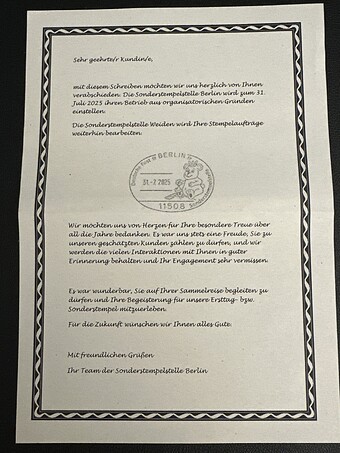 Sehr geehrte/r Kundin/e,
mit diesem Schreiben möchten wir uns herzlich von Ihnen
verabschieden. Die Sonderstempelstelle Berlin wird zum 31.
Juli 2025 ihren Betrieb aus organisatorischen Gründen
einstellen.
Die Sonderstempelstelle Weiden wird Ihre Stempelaufträge
weiterhin bearbeiten.
Deutsche Post BERLIN
31.-7.2025
11508
Wir möchten uns von Herzen für Ihre besondere Treue über
all die Jahre bedanken. Es war uns stets eine Freude, Sie zu
unseren geschätzten Kunden zählen zu dürfen, und wir
werden die vielen Interaktionen mit Ihnen in guter
Erinnerung behalten und Ihr Engagement sehr vermissen.
Es war wunderbar, Sie auf Ihrer Sammelreise begleiten zu
dürfen und Ihre Begeisterung für unsere Ersttag- bzw.
Sonderstempel mitzuerleben.
Für die Zukunft wünschen wir Ihnen alles Gute.
Mit freundlichen Grüßen
Ihr Team der Sonderstempelstelle Berlin